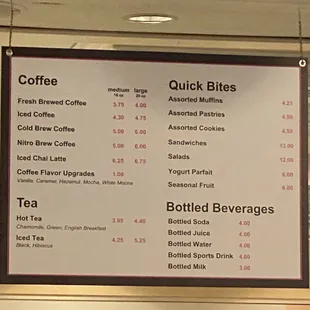 Coffee
medium large
16 oz 20 oz
Fresh Brewed Coffee 3.75 4.00
Iced Coffee 4.30 4.75
Cold Brew Coffee 5.00 6.00
Nitro Brew Coffee 5.00 6.00
Iced Chai Latte 6.25 6.75
Coffee Flavor Upgrades 1.00
Vanilla, Caramel, Hazelnut, Mocha, White Mocha
Tea
Hot Tea 3.95 4.40
Chamomile, Green, English Breakfast
Iced Tea 4.25 5.25
Black, Hibiscus
Quick Bites
Assorted Muffins 4.25
Assorted Pastries 4.50
Assorted Cookies 4.50
Sandwiches 12.00
Salads 12.00
Yogurt Parfait 6.00
Seasonal Fruit 6.00
Bottled Beverages
Bottled Soda 4.00
Bottled Juice 4.00
Bottled Water 4.00
Bottled Sports Drink 4.00
Bottled Milk 3.00